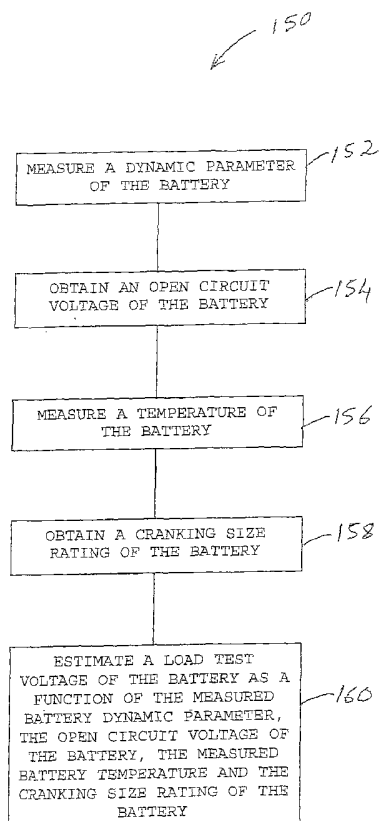 150
MEASURE A DYNAMIC PARAMETER
OF THE BATTERY
152
OBTAIN AN OPEN CIRCUIT
VOLTAGE OF THE BATTERY
154
MEASURE A TEMPERATURE OF
THE BATTERY
156
OBTAIN A CRANKING SIZE
RATING OF THE BATTERY
158
ESTIMATE A LOAD TEST
VOLTAGE OF THE BATTERY AS A
FUNCTION OF THE MEASURED
BATTERY DYNAMIC PARAMETER,
THE OPEN CIRCUIT VOLTAGE OF
THE BATTERY, THE MEASURED
BATTERY TEMPERATURE AND THE
CRANKING SIZE RATING OF THE
BATTERY
160